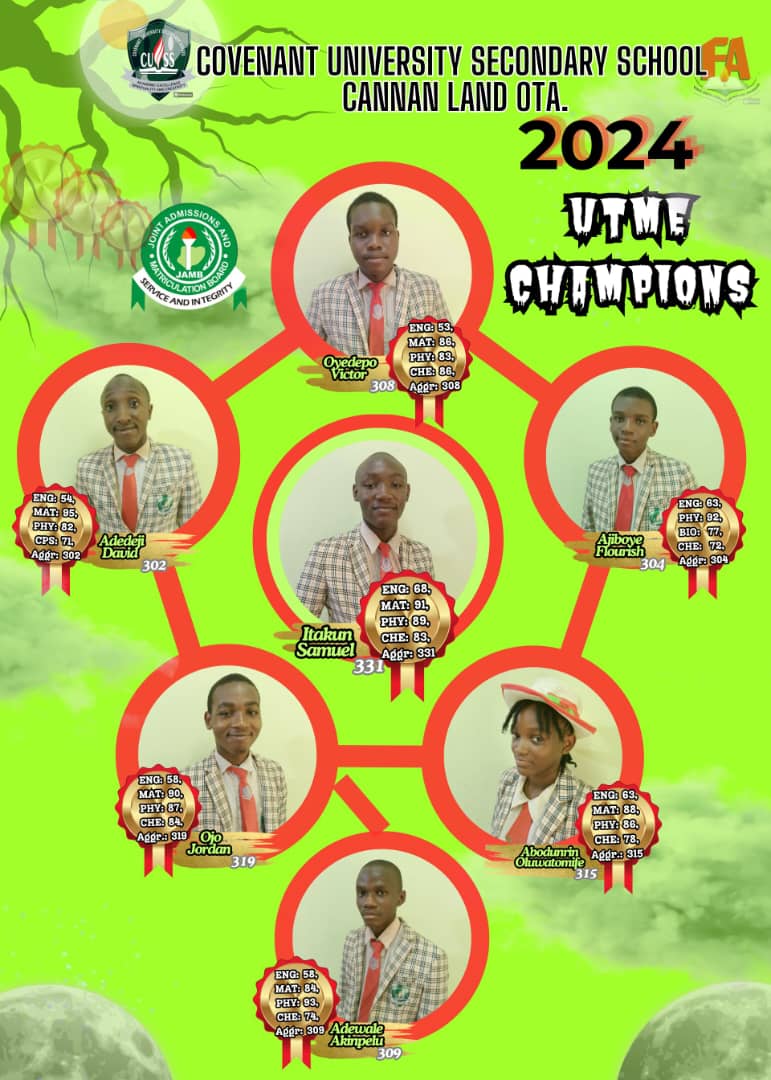 CUSS
COVENANT UNIVERSITY SECONDARY SCHOOL
CANNAN LAND OTA.
FA
2024
UTME
CHAMPIONS
JOINT ADMISSIONS AND
MATRICULATION BOARD
JAMB
SERVICE AND INTEGRITY
Oyedepo
Victor
308
ENG: 53,
MAT: 86,
PHY: 83,
CHE: 86,
Aggr: 308
ENG: 54,
MAT: 95,
PHY: 82,
CPS: 71,
Aggr: 302
Adedeji
David
302
Ajiboye
Flourish
304
ENG: 63,
PHY: 92,
BIO: 77,
CHE: 72,
Aggr: 304
Itakun
Samuel
331
ENG: 68,
MAT: 91,
PHY: 89,
CHE: 83,
Aggr: 331
ENG: 58,
MAT: 90,
PHY: 87,
CHE: 84,
Aggr.: 319
Ojo
Jordan
319
Abodunrin
Oluwatomife
315
ENG: 63,
MAT: 88,
PHY: 86,
CHE: 78,
Aggr.: 315
ENG: 58,
MAT: 84,
PHY: 93,
CHE: 74,
Aggr: 309
Adewale
Akinpelu
309